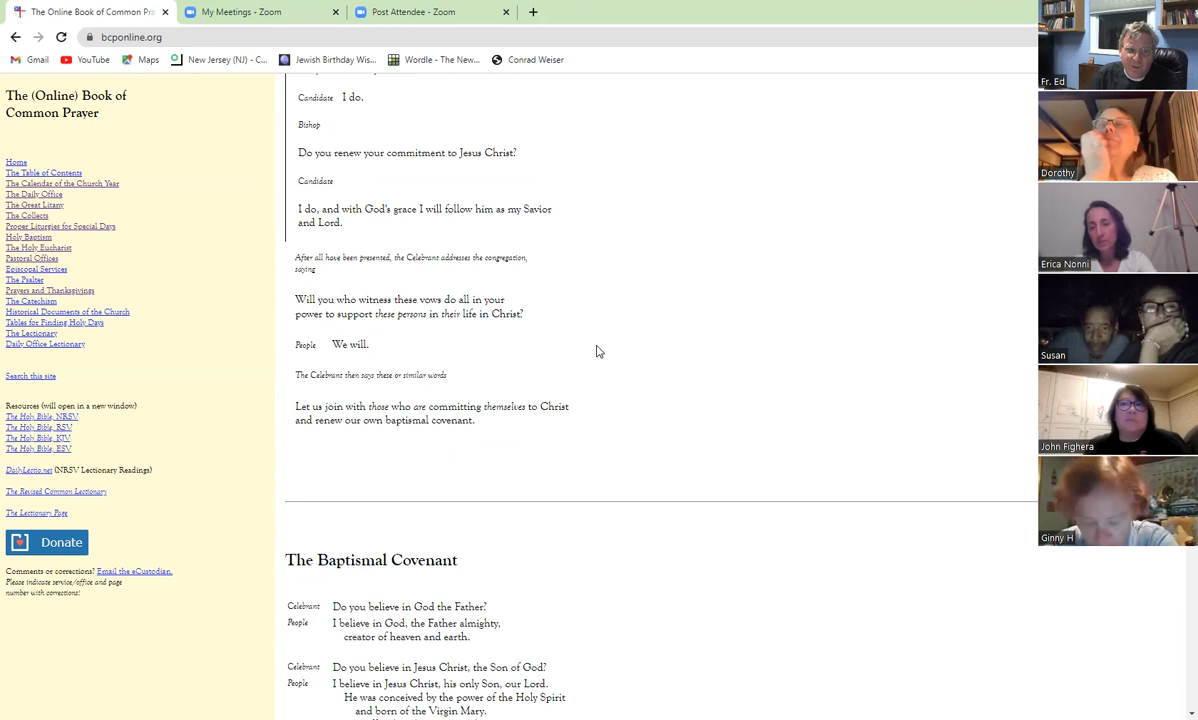 The Online Book of Common Pra
My Meetings - Zoom
Post Attendee - Zoom
bcponline.org
Gmail
YouTube
Maps
New Jersey (NJ) - C...
Jewish Birthday Wis...
Wordle - The New...
Conrad Weiser
The (Online) Book of
Common Prayer
Home
The Table of Contents
The Calendar of the Church Year
The Daily Office
The Great Litany
The Collects
Proper Liturgies for Special Days
Holy Baptism
The Holy Eucharist
Pastoral Offices
Episcopal Services
The Psalter
Prayers and Thanksgivings
The Catechism
Historical Documents of the Church
Tables for Finding Holy Days
The Lectionary
Daily Office Lectionary
Search this site
Resources (will open in a new window)
The Holy Bible, NRSV
The Holy Bible, RSV
The Holy Bible, KJV
The Holy Bible, ESV
DailyLectio.net (NRSV Lectionary Readings)
The Revised Common Lectionary
The Lectionary Page
Donate
Comments or corrections? Email the eCustodian.
Please indicate service/office and page
number with corrections!
Candidate I do.
Bishop
Do you renew your commitment to Jesus Christ?
Candidate
I do, and with God's grace I will follow him as my Savior
and Lord.
After all have been presented, the Celebrant addresses the congregation,
saying
Will you who witness these vows do all in your
power to support these persons in their life in Christ?
People We will.
The Celebrant then says these or similar words
Let us join with those who are committing themselves to Christ
and renew our own baptismal covenant.
The Baptismal Covenant
Celebrant Do you believe in God the Father?
People I believe in God, the Father almighty,
creator of heaven and earth.
Celebrant Do you believe in Jesus Christ, the Son of God?
People I believe in Jesus Christ, his only Son, our Lord.
He was conceived by the power of the Holy Spirit
and born of the Virgin Mary.
Fr. Ed
Dorothy
Erica Nonni
Susan
John Fighera
Ginny H